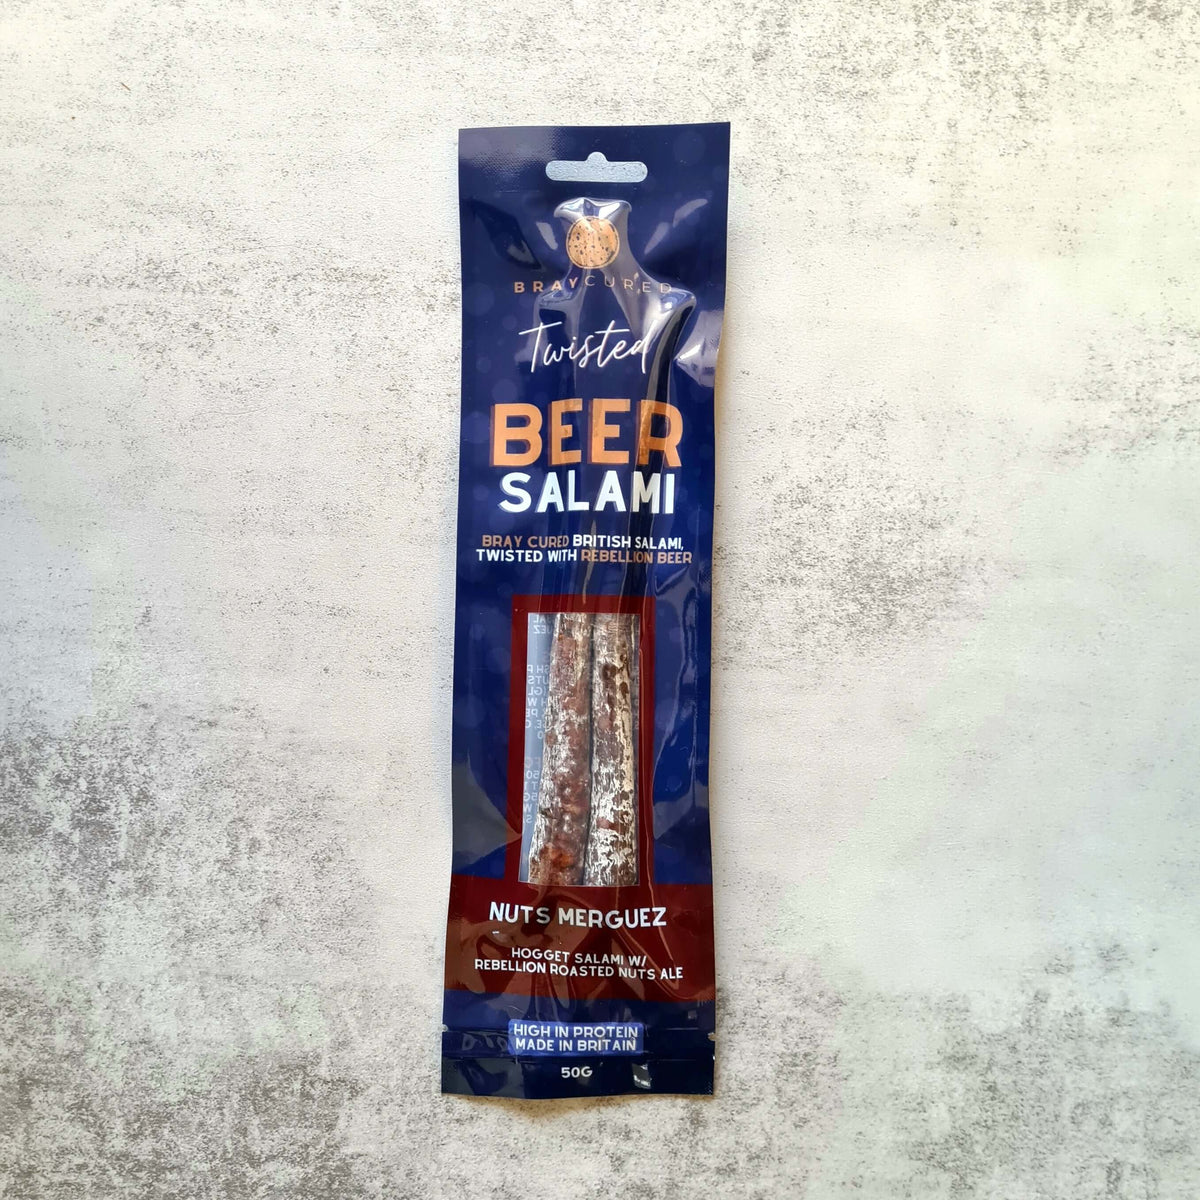 BRAYCURED
Twisted
BEER
SALAMI
BRAY CURED BRITISH SALAMI,
TWISTED WITH REBELLION BEER
NUTS MERGUEZ
HOGGET SALAMI W/
REBELLION ROASTED NUTS ALE
HIGH IN PROTEIN
MADE IN BRITAIN
50G